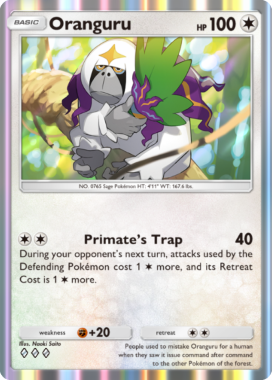 BASIC Oranguru HP 100
NO. 0765 Sage Pokémon HT: 4'11" WT: 167.6 lbs.
Primate's Trap 40
During your opponent's next turn, attacks used by the
Defending Pokémon cost 1 more, and its Retreat
Cost is 1 more.
weakness +20 retreat
Illus. Naoki Saito
People used to mistake Oranguru for a human
when they saw it issue command after command
to the other Pokémon of the forest.